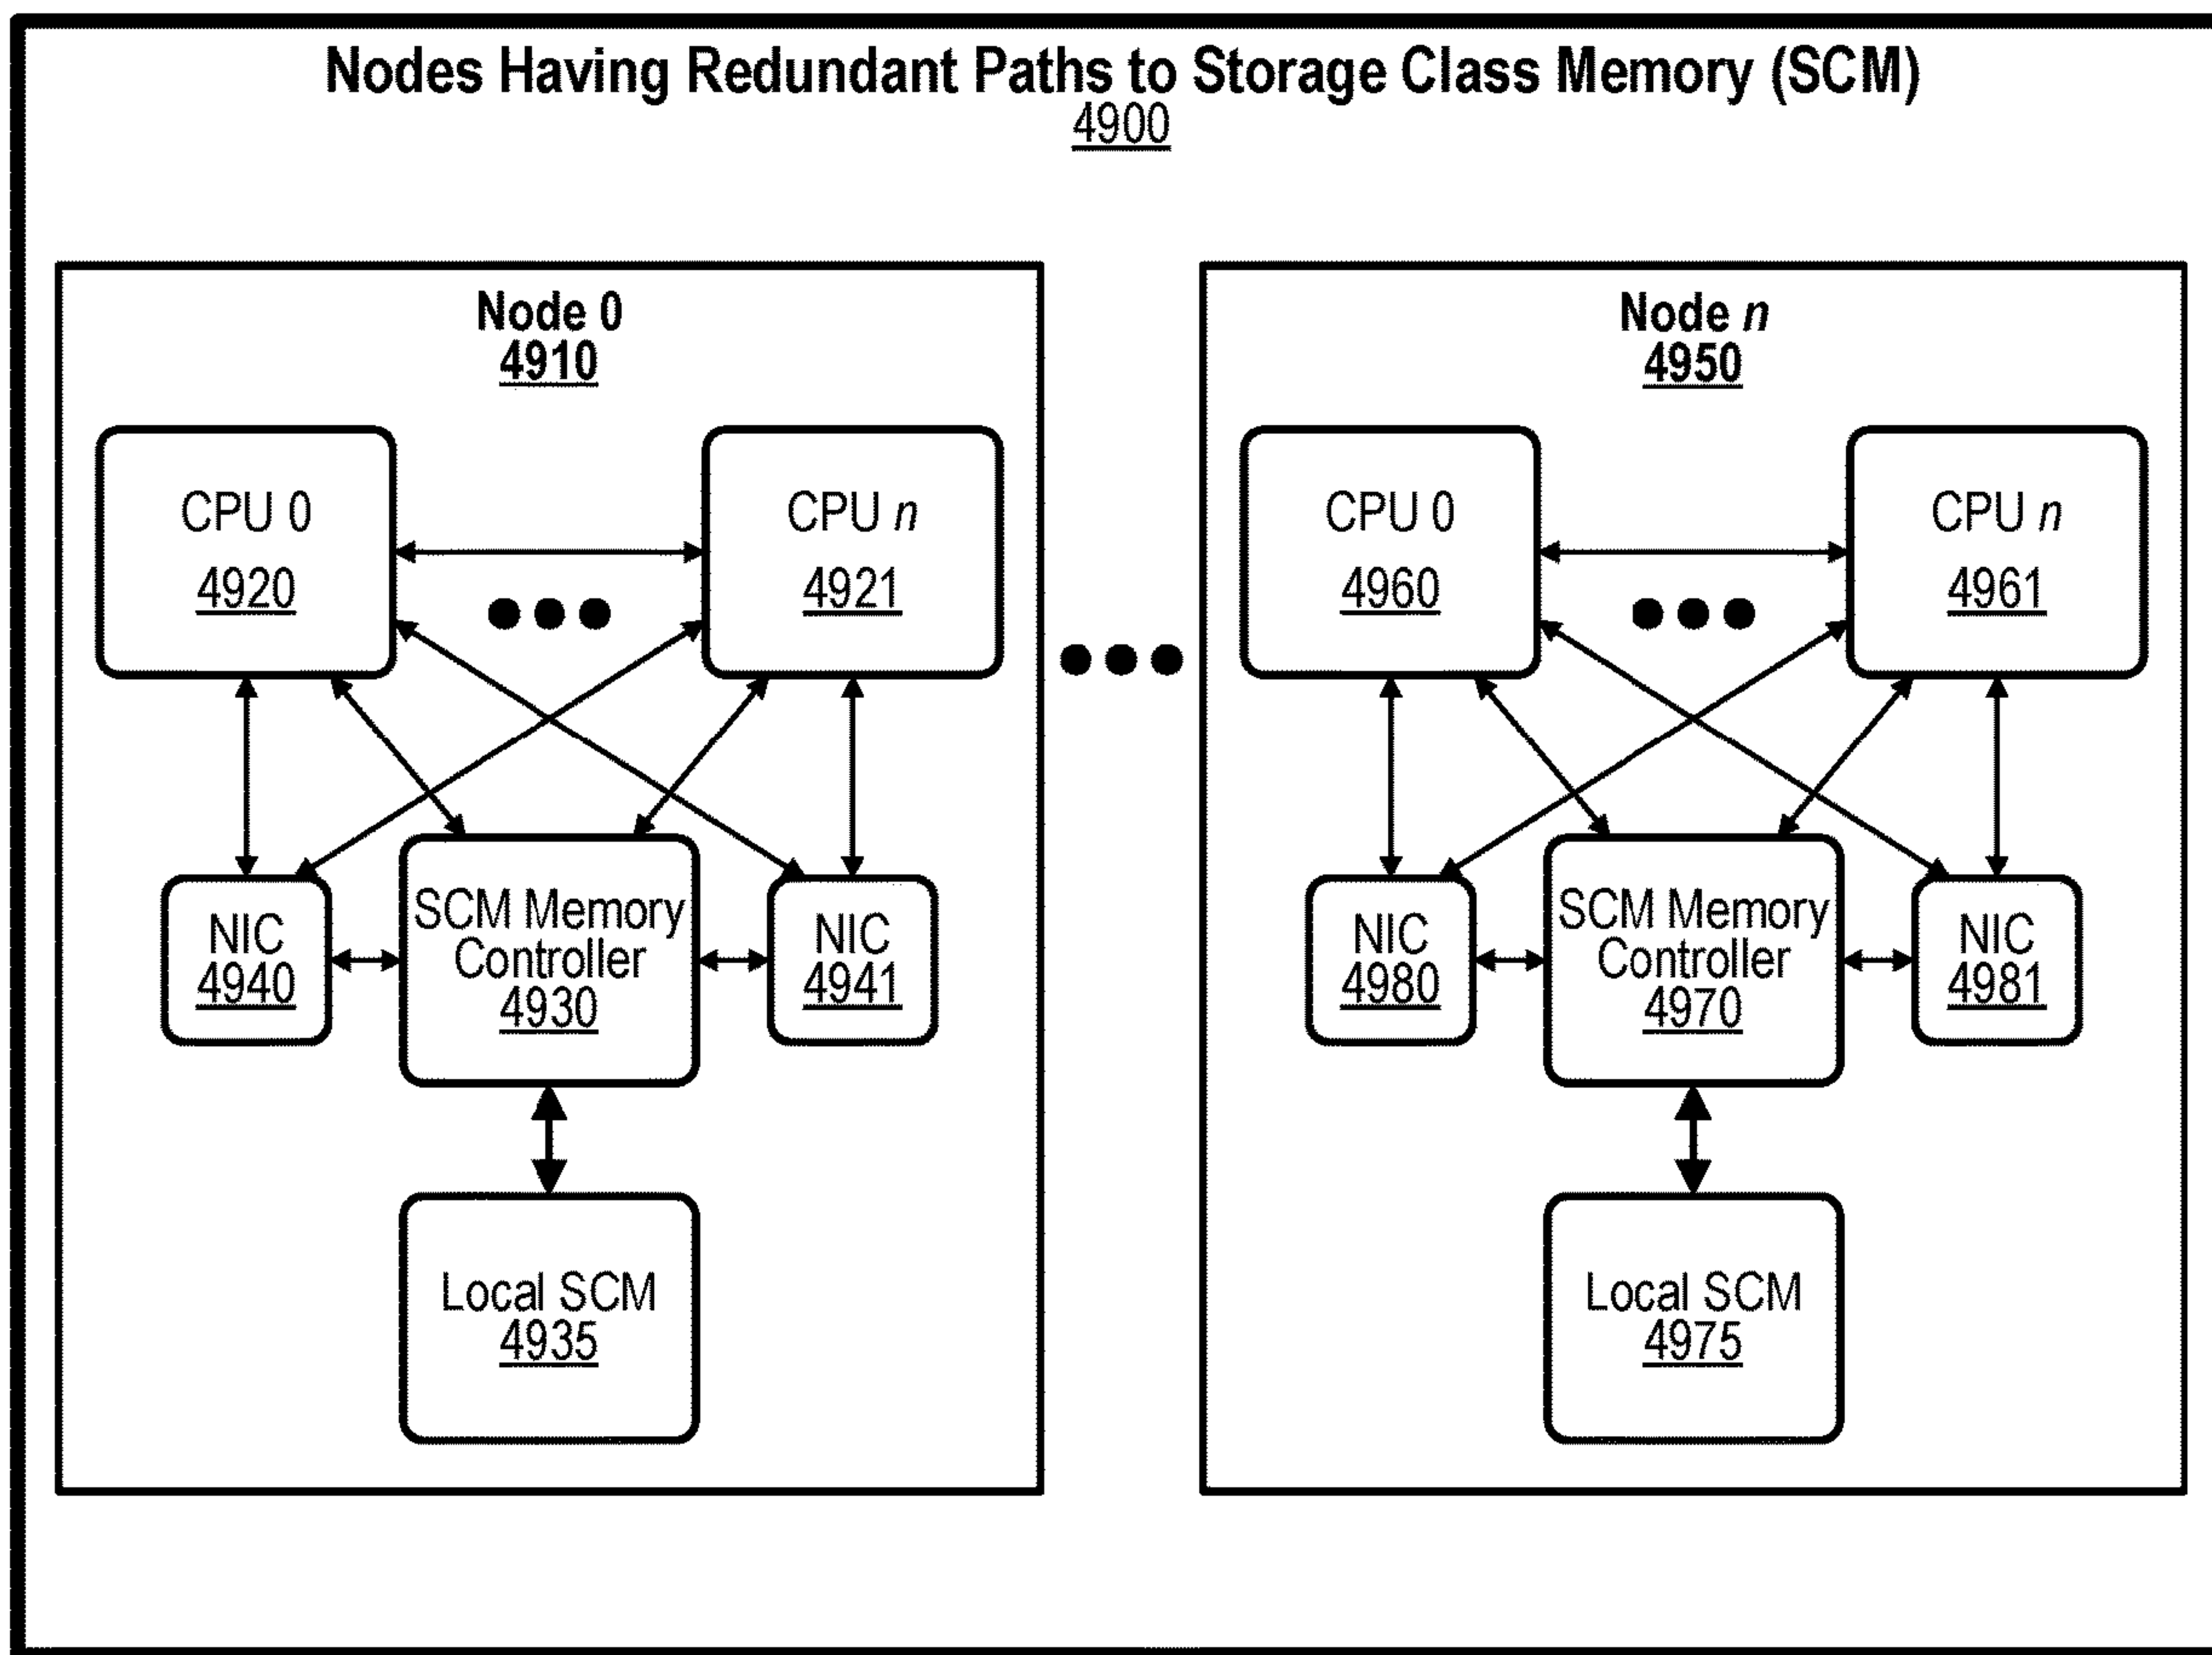 Nodes Having Redundant Paths to Storage Class Memory (SCM)
4900
Node 0
4910
CPU 0
4920
CPU n
4921
NIC
4940
SCM Memory
Controller
4930
NIC
4941
Local SCM
4935
Node n
4950
CPU 0
4960
CPU n
4961
NIC
4980
SCM Memory
Controller
4970
NIC
4981
Local SCM
4975